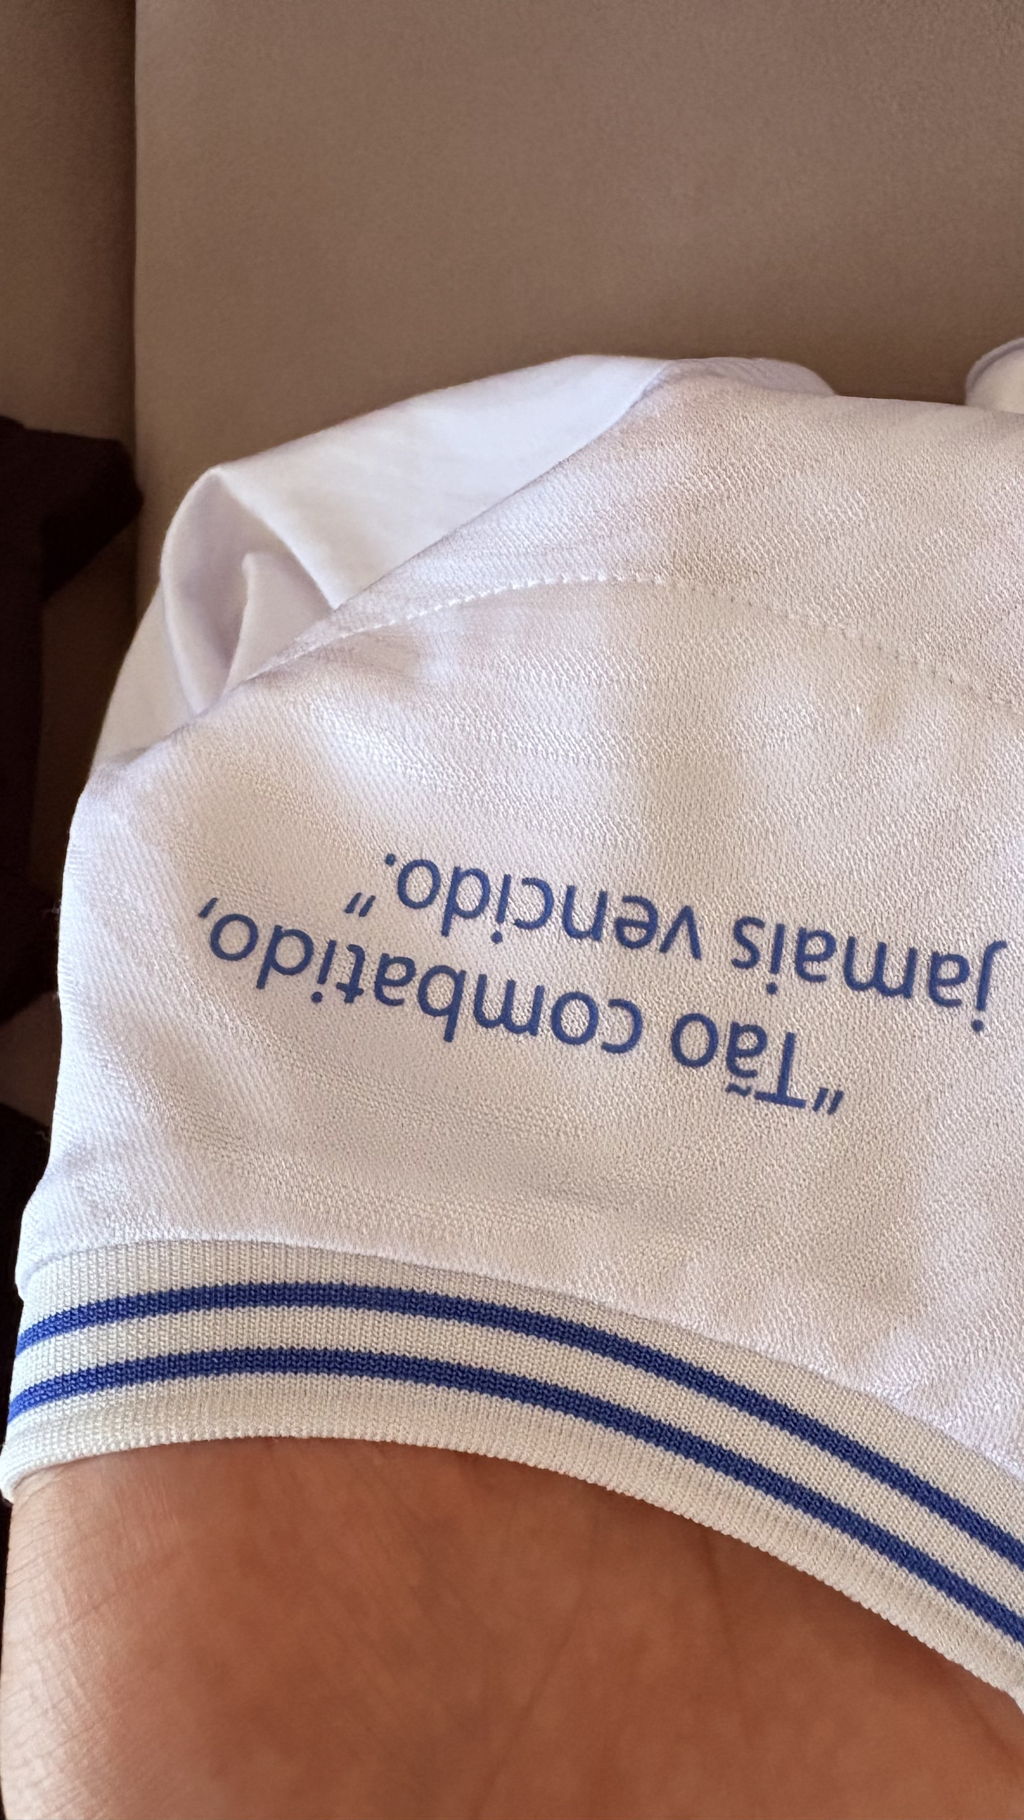 "Tão combatido,
jamais vencido."